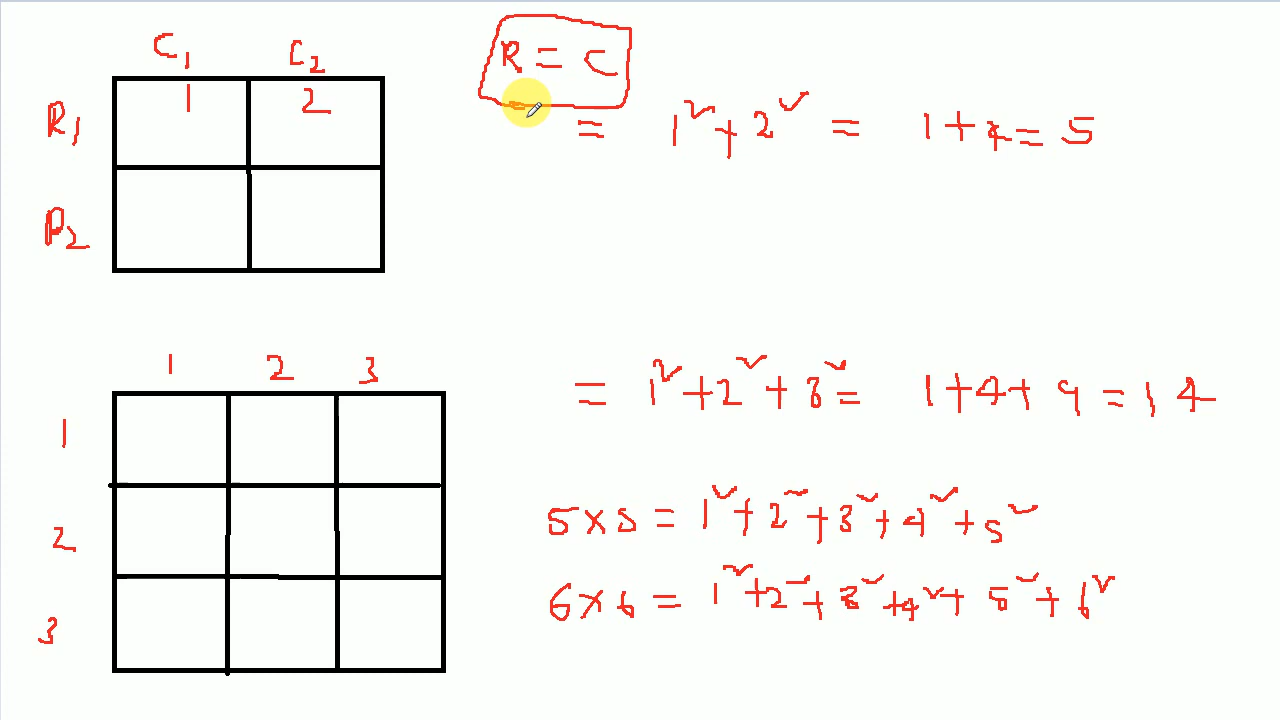 C₁ C₂
R = C
R₁ 1 2
= 1² + 2² = 1 + 4 = 5
R₂
1 2 3
= 1² + 2² + 3² = 1 + 4 + 9 = 14
1
5 × 5 = 1² + 2² + 3² + 4² + 5²
2
6 × 6 = 1² + 2² + 3² + 4² + 5² + 6²
3